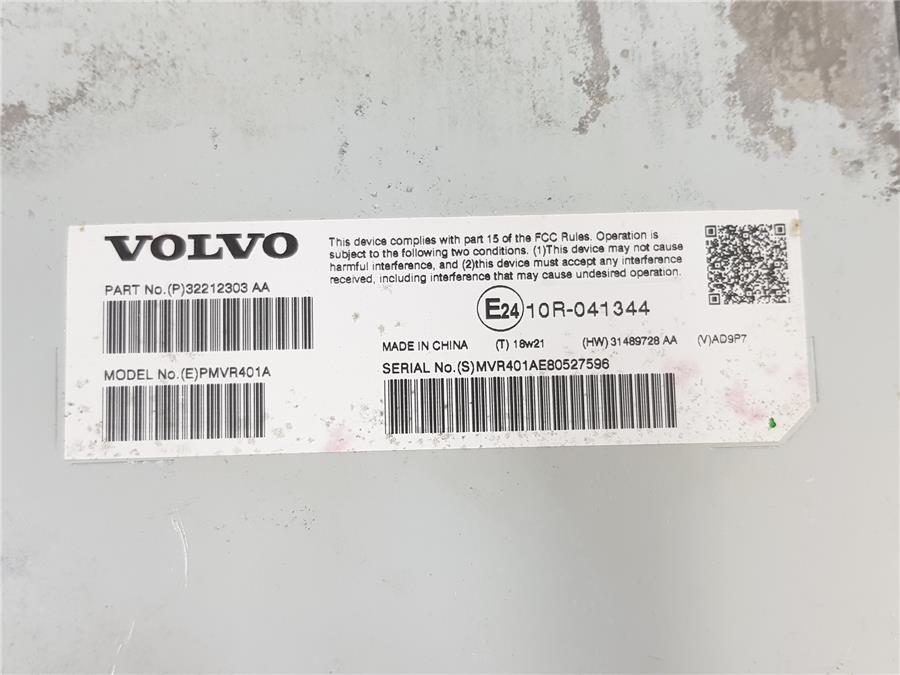 VOLVO
This device complies with part 15 of the FCC Rules. Operation is
subject to the following two conditions. (1)This device may not cause
harmful interference, and (2)this device must accept any interference
received, including interference that may cause undesired operation.
PART No.(P)32212303 AA
E24 10R-041344
MADE IN CHINA (T) 18w21 (HW) 31489728 AA (V)AD9P7
MODEL No.(E)PMVR401A
SERIAL No.(S)MVR401AE80527596